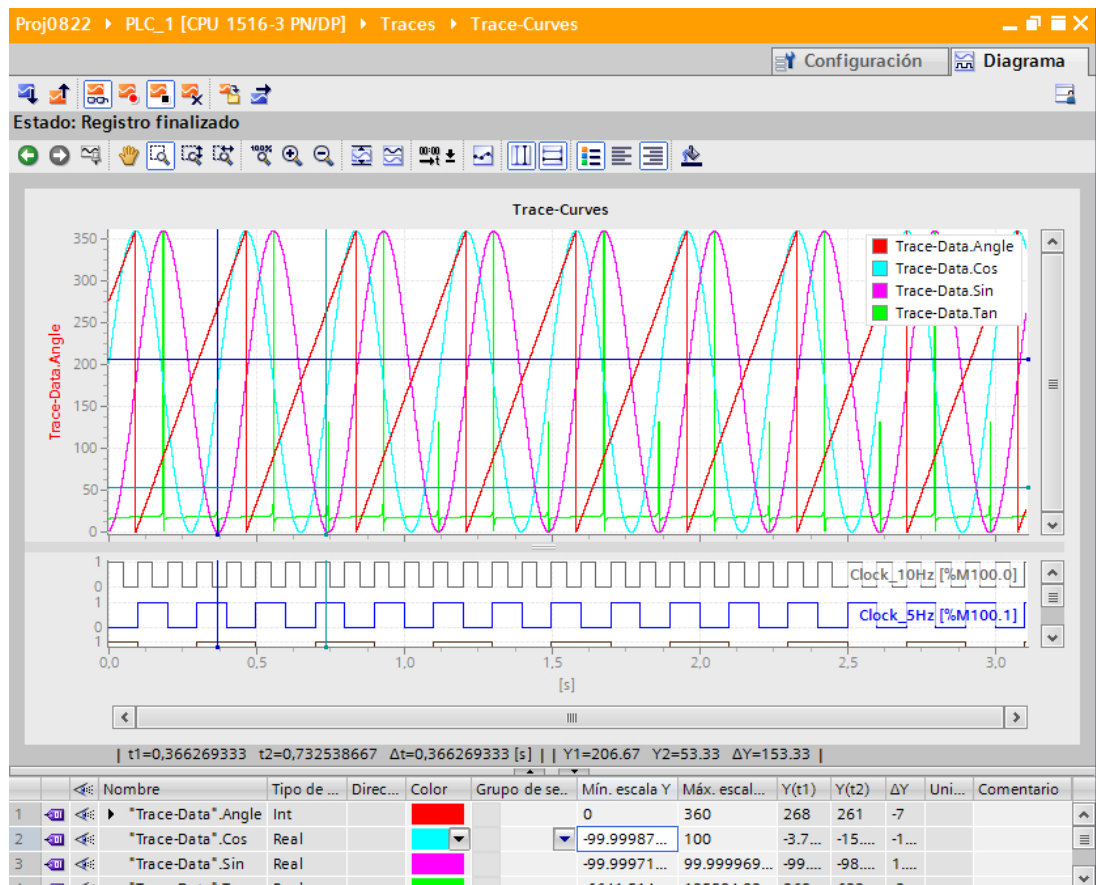 Proj0822 ▸ PLC_1 [CPU 1516-3 PN/DP] ▸ Traces ▸ Trace-Curves
Configuración Diagrama
Estado: Registro finalizado
100% 00:00
Trace-Curves
350
300
250
200
150
100
50
0
Trace-Data.Angle
Trace-Data.Angle
Trace-Data.Cos
Trace-Data.Sin
Trace-Data.Tan
1
0
Clock_10Hz [%M100.0]
1
0
Clock_5Hz [%M100.1]
1
0,0 0,5 1,0 1,5 2,0 2,5 3,0
[s]
| t1=0,366269333 t2=0,732538667 Δt=0,366269333 [s] | | Y1=206.67 Y2=53.33 ΔY=153.33 |
Nombre Tipo de ... Direc... Color Grupo de se.. Mín. escala Y Máx. escal... Y(t1) Y(t2) ΔY Uni... Comentario
1 "Trace-Data".Angle Int 0 360 268 261 -7
2 "Trace-Data".Cos Real -99.99987... 100 -3.7... -15.... -1...
3 "Trace-Data".Sin Real -99.99971... 99.999969... -99.... -98.... 1....